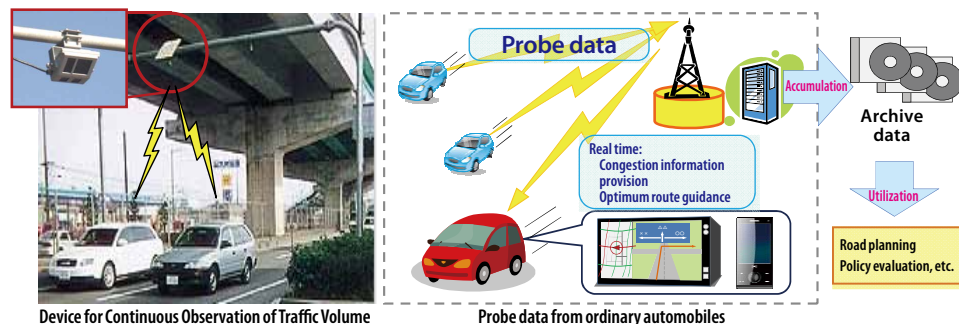 Probe data
Accumulation
Archive
data
Real time:
Congestion information
provision
Optimum route guidance
Utilization
Road planning
Policy evaluation, etc.
Device for Continuous Observation of Traffic Volume
Probe data from ordinary automobiles